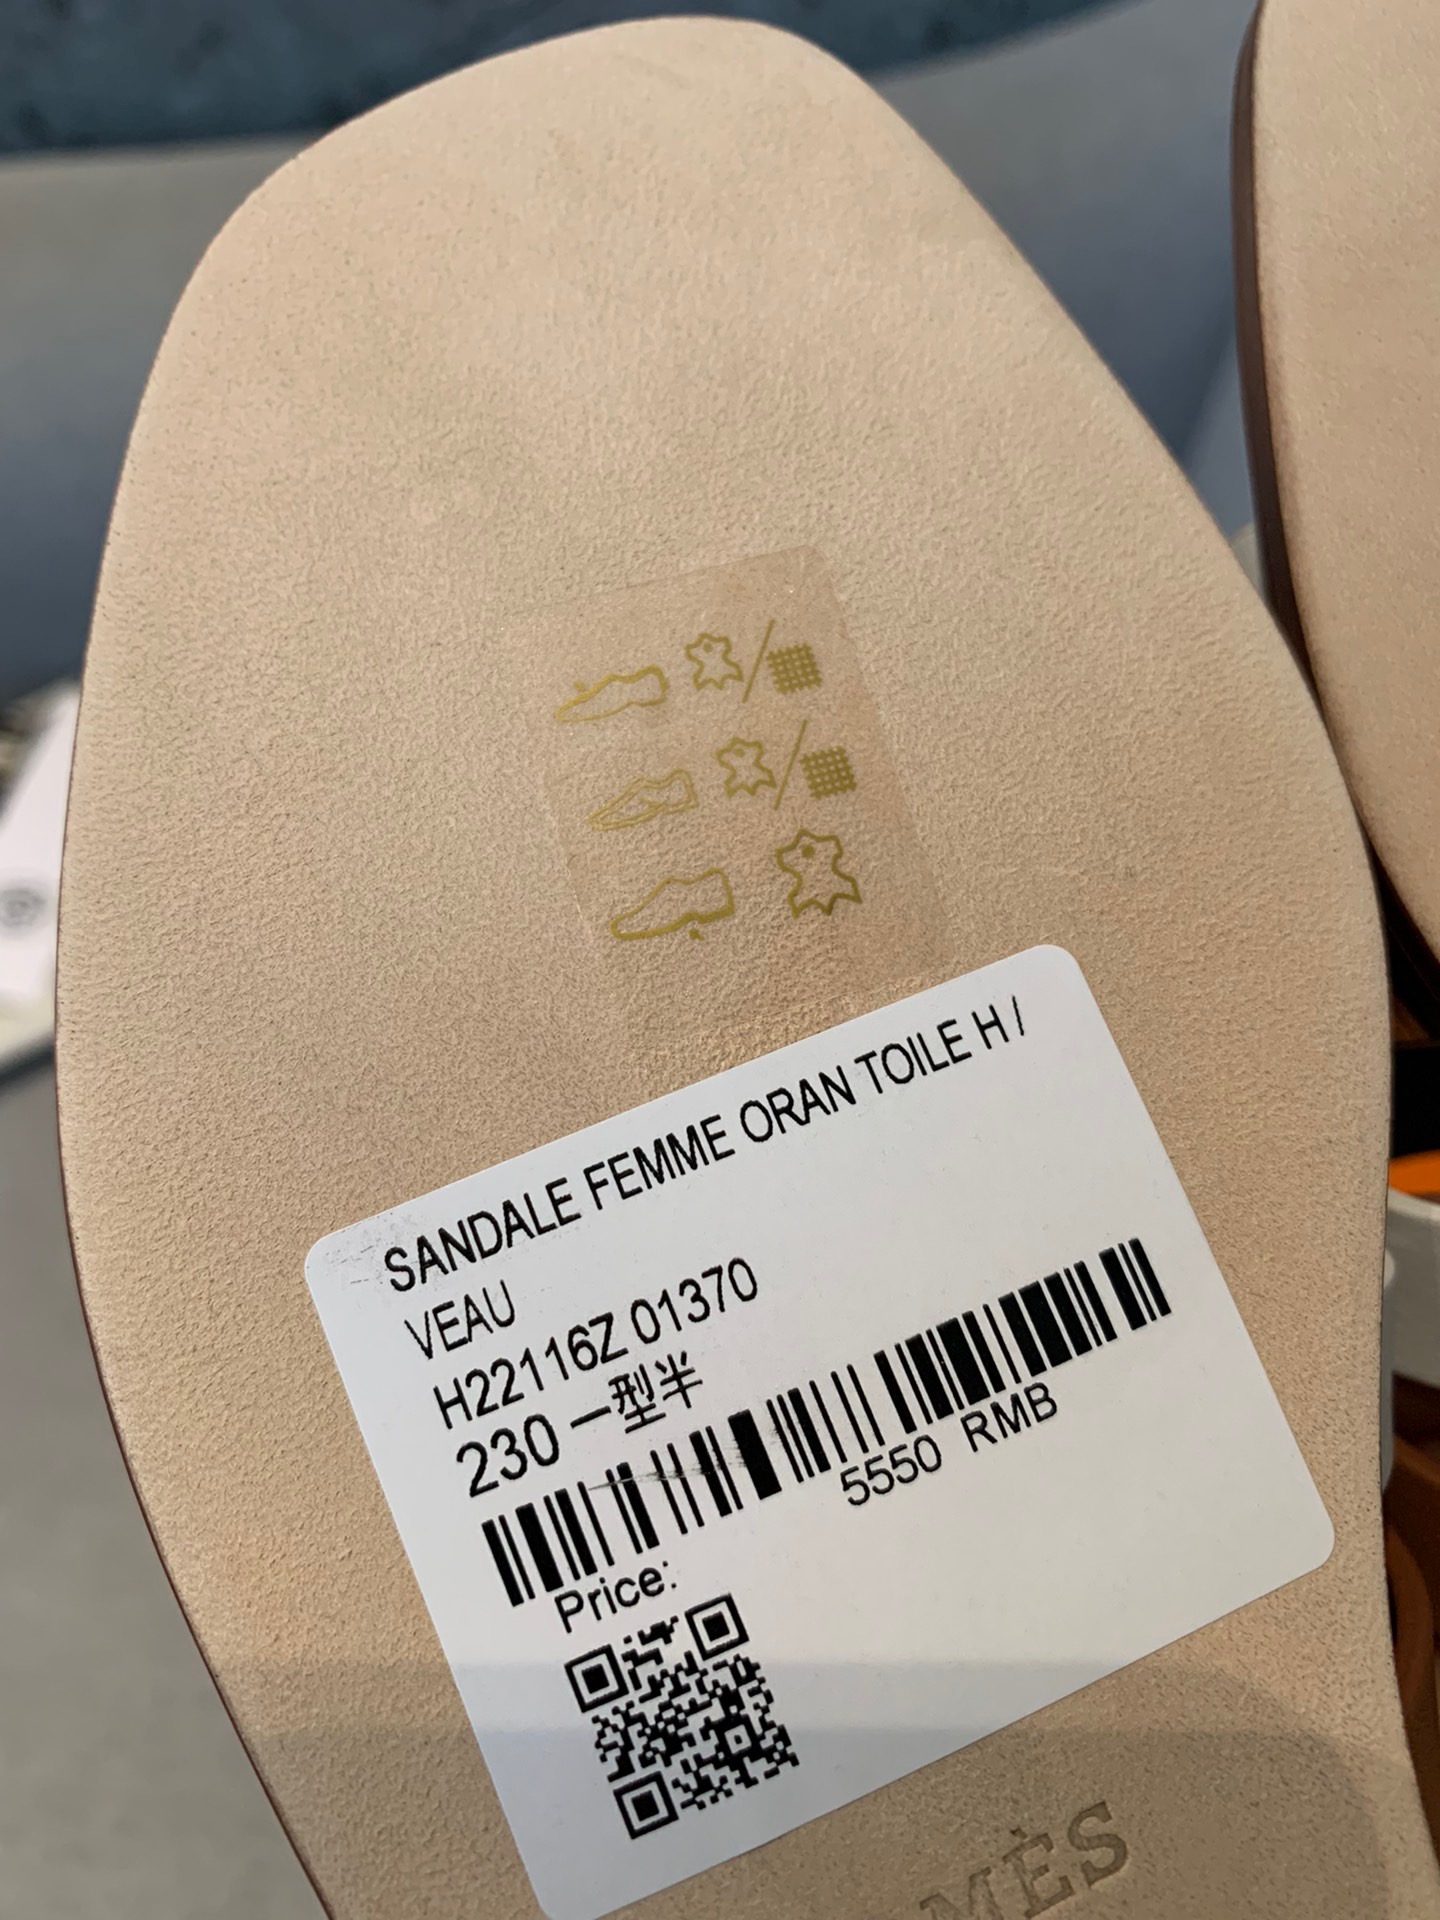 SANDALE FEMME ORAN TOILE H /
VEAU
H22116Z 01370
230 一型半
5550 RMB
Price:
MÈS